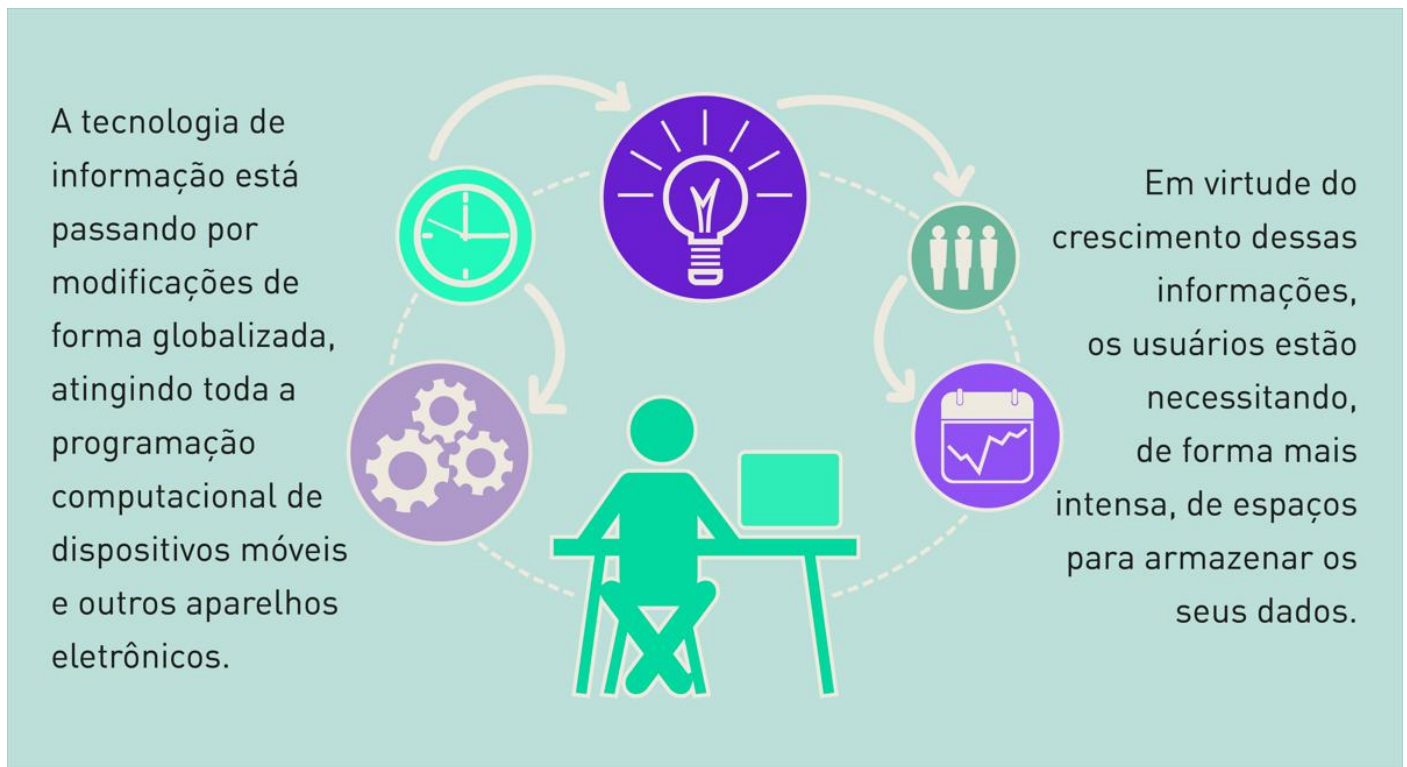 A tecnologia de
informação está
passando por
modificações de
forma globalizada,
atingindo toda a
programação
computacional de
dispositivos móveis
e outros aparelhos
eletrônicos.
Em virtude do
crescimento dessas
informações,
os usuários estão
necessitando,
de forma mais
intensa, de espaços
para armazenar os
seus dados.